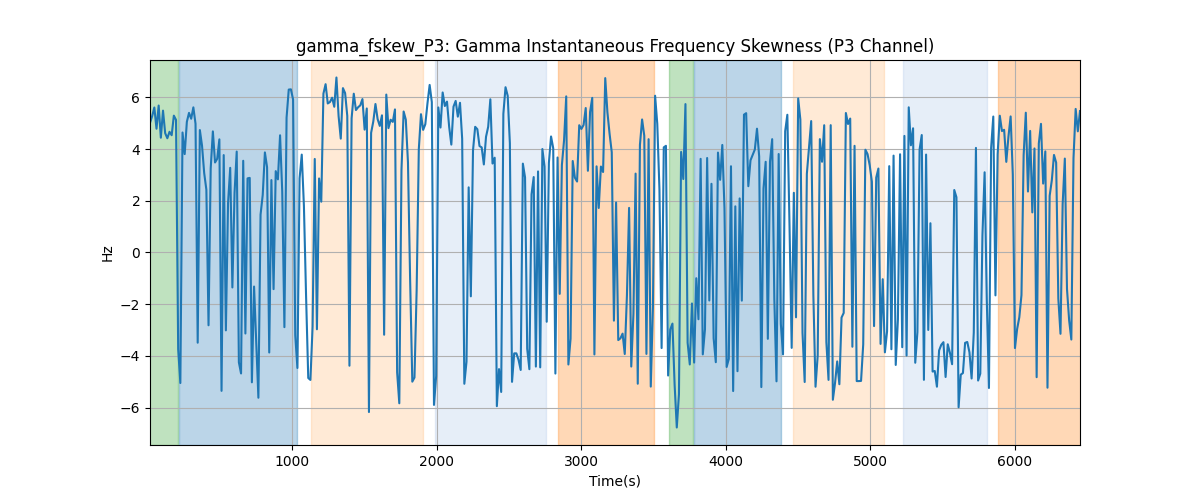 gamma_fskew_P3: Gamma Instantaneous Frequency Skewness (P3 Channel)
Hz
6
4
2
0
−2
−4
−6
1000 2000 3000 4000 5000 6000
Time(s)